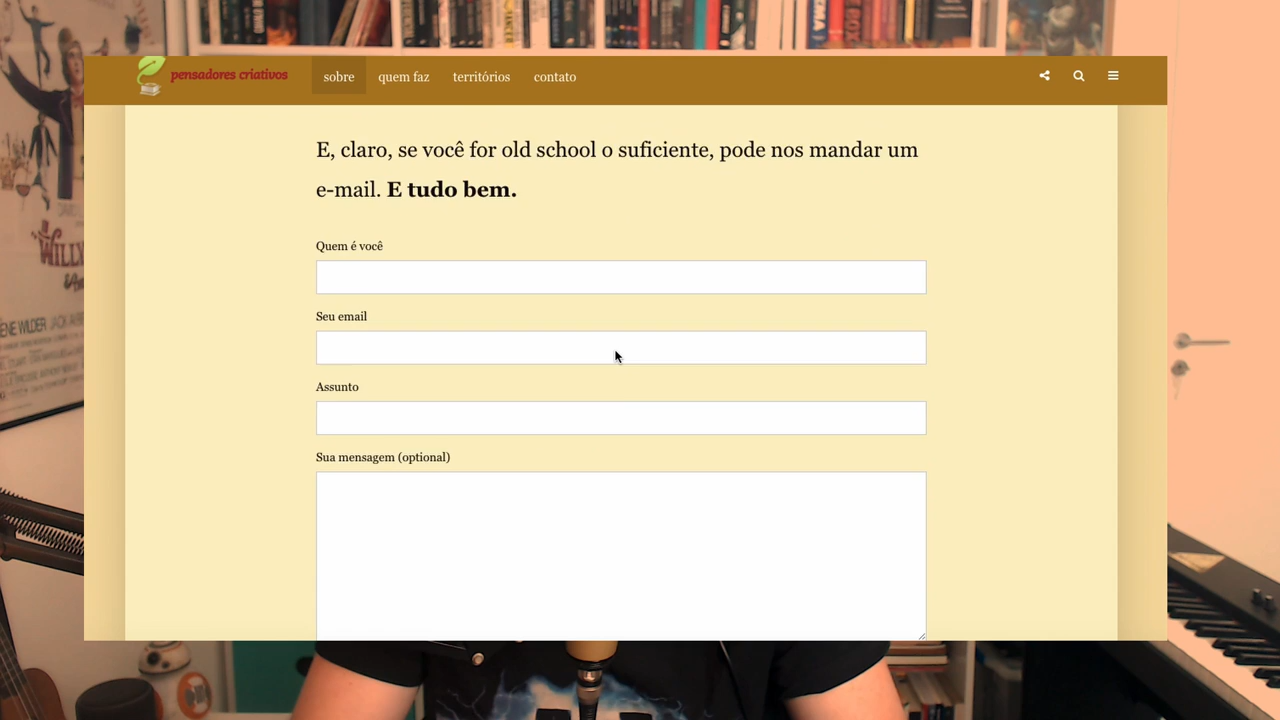 pensadores criativos
sobre
quem faz
territórios
contato
E, claro, se você for old school o suficiente, pode nos mandar um
e-mail. E tudo bem.
Quem é você
Seu email
Assunto
Sua mensagem (optional)
WILLY